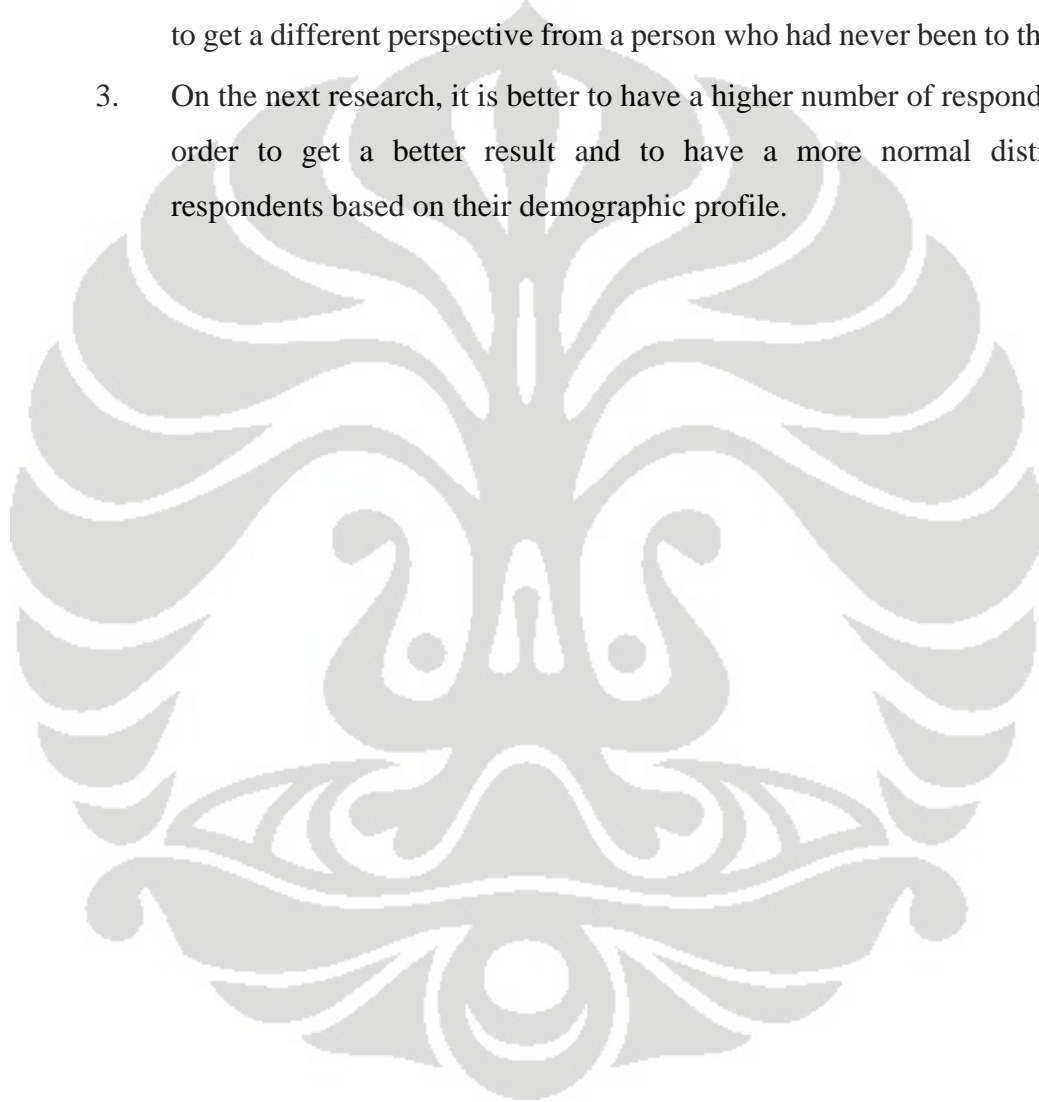 to get a different perspective from a person who had never been to th
3. On the next research, it is better to have a higher number of respond
order to get a better result and to have a more normal dist
respondents based on their demographic profile.